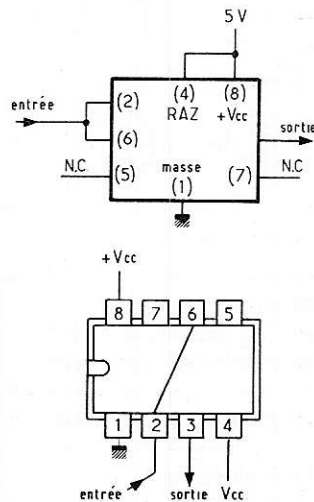 5 V
(4) (8)
RAZ +Vcc
entrée
(2)
(6)
sortie
N.C.
(5)
masse
(1)
(7)
N.C
+Vcc
8 7 6 5
1 2 3 4
entrée sortie Vcc